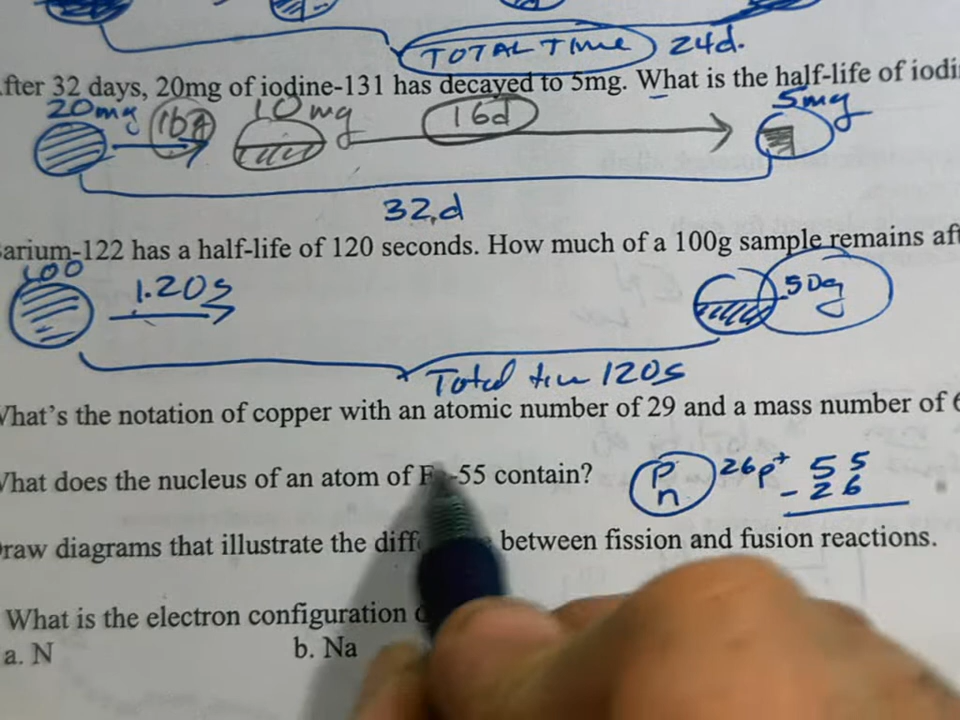 TOTAL TIME 24d.
fter 32 days, 20mg of iodine-131 has decayed to 5mg. What is the half-life of iodi
20mg 16d 10mg 16d 5mg
32.d
arium-122 has a half-life of 120 seconds. How much of a 100g sample remains aft
100 1.20s 50g
Total 120s
What's the notation of copper with an atomic number of 29 and a mass number of 6
What does the nucleus of an atom of F -55 contain? p n 26p+ 55
- 26
raw diagrams that illustrate the diff between fission and fusion reactions.
What is the electron configuration
a. N b. Na